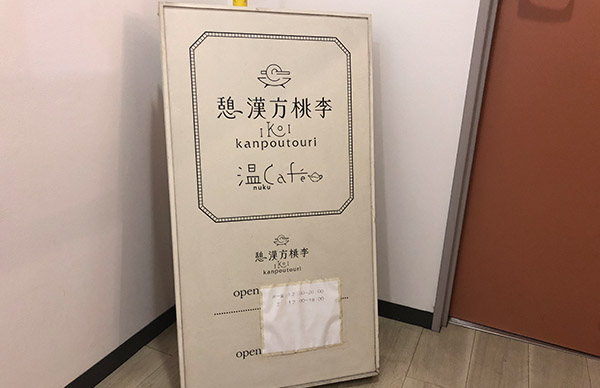 憩 漢方桃李
IKOI
kanpoutouri
温Café
nuku
憩 漢方桃李
IKOI
kanpoutouri
open
open